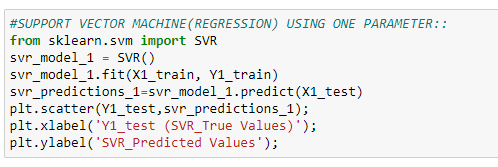 #SUPPORT VECTOR MACHINE(REGRESSION) USING ONE PARAMETER::
from sklearn.svm import SVR
svr_model_1 = SVR()
svr_model_1.fit(X1_train, Y1_train)
svr_predictions_1=svr_model_1.predict(X1_test)
plt.scatter(Y1_test,svr_predictions_1);
plt.xlabel('Y1_test (SVR_True Values)');
plt.ylabel('SVR_Predicted Values');